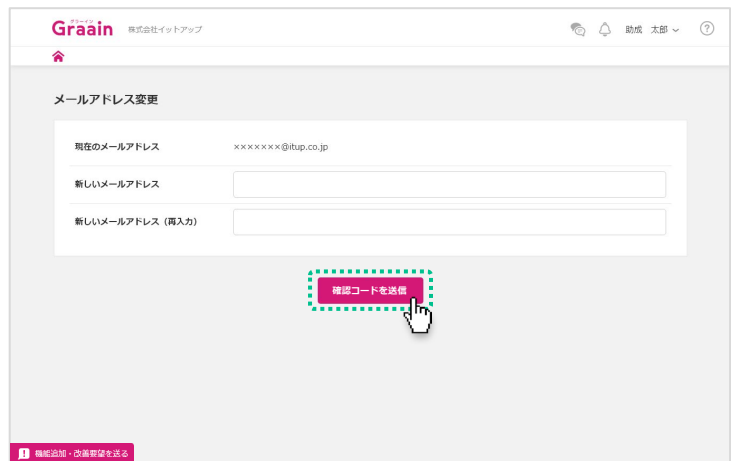 グラーイン
Graain 株式会社イットアップ 助成 太郎
?
メールアドレス変更
現在のメールアドレス ×××××××@itup.co.jp
新しいメールアドレス
新しいメールアドレス（再入力）
確認コードを送信
! 機能追加・改善要望を送る